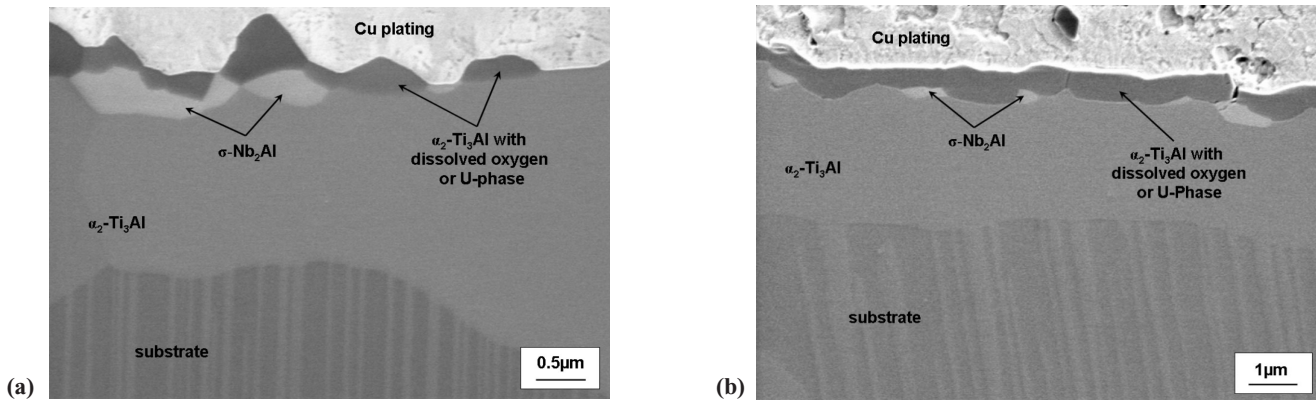 Cu plating
σ-Nb₂Al
α₂-Ti₃Al with
dissolved oxygen
or U-phase
α₂-Ti₃Al
substrate
0.5µm
(a)
Cu plating
σ-Nb₂Al
α₂-Ti₃Al with
dissolved oxygen
or U-Phase
α₂-Ti₃Al
substrate
1µm
(b)